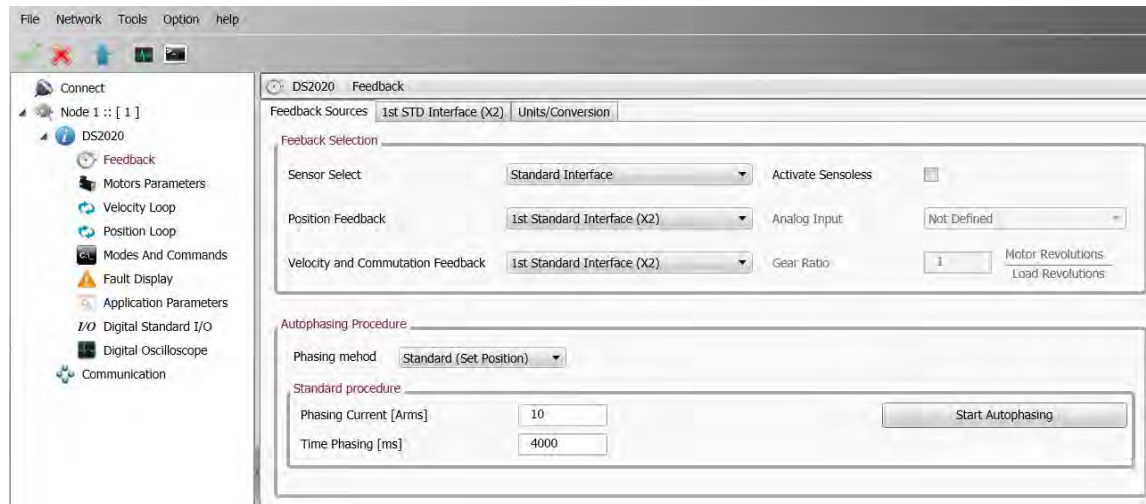 File Network Tools Option help
Connect
Node 1 :: [ 1 ]
DS2020
Feedback
Motors Parameters
Velocity Loop
Position Loop
Modes And Commands
Fault Display
Application Parameters
I/O Digital Standard I/O
Digital Oscilloscope
Communication
DS2020 Feedback
Feedback Sources 1st STD Interface (X2) Units/Conversion
Feeback Selection
Sensor Select Standard Interface Activate Sensoless
Position Feedback 1st Standard Interface (X2) Analog Input Not Defined
Velocity and Commutation Feedback 1st Standard Interface (X2) Gear Ratio 1 Motor Revolutions
Load Revolutions
Autophasing Procedure
Phasing mehod Standard (Set Position)
Standard procedure
Phasing Current [Arms] 10 Start Autophasing
Time Phasing [ms] 4000